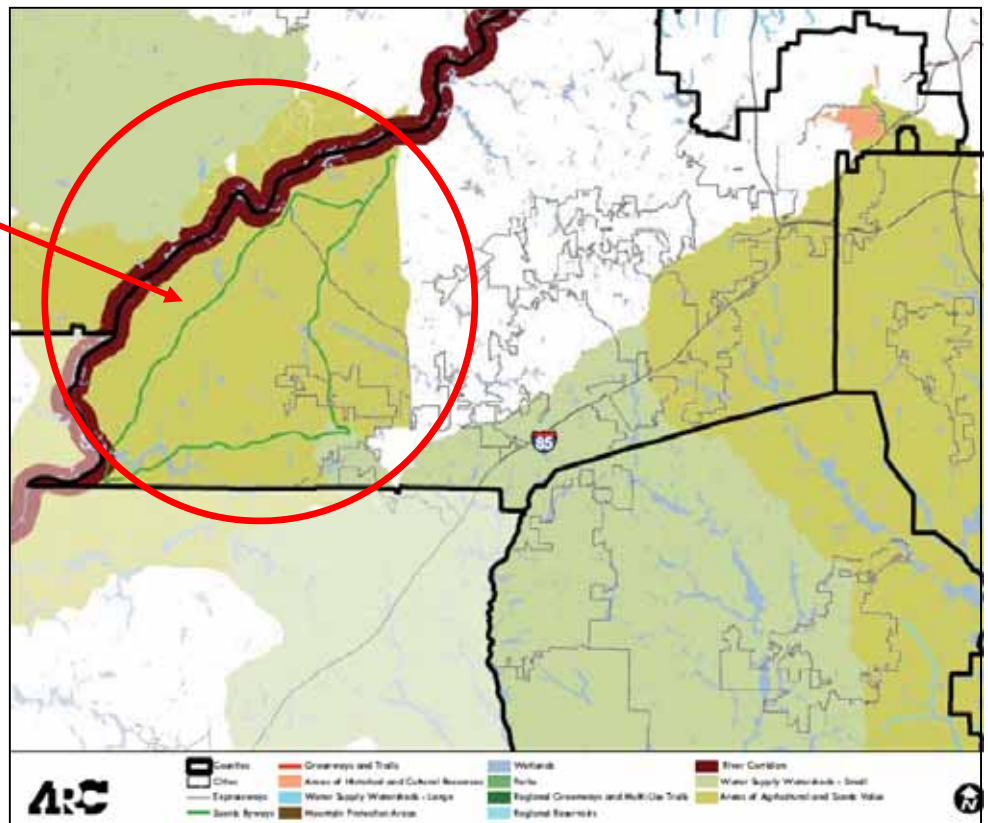 85
ARC
Counties
Cities
Expressways
Scenic Byways
Greenways and Trails
Areas of Historical and Cultural Resources
Water Supply Watersheds - Large
Mountain Protection Areas
Wetlands
Parks
Regional Greenways and Multi-Use Trails
Regional Reservoirs
River Corridors
Water Supply Watersheds - Small
Areas of Agricultural and Scenic Value
N